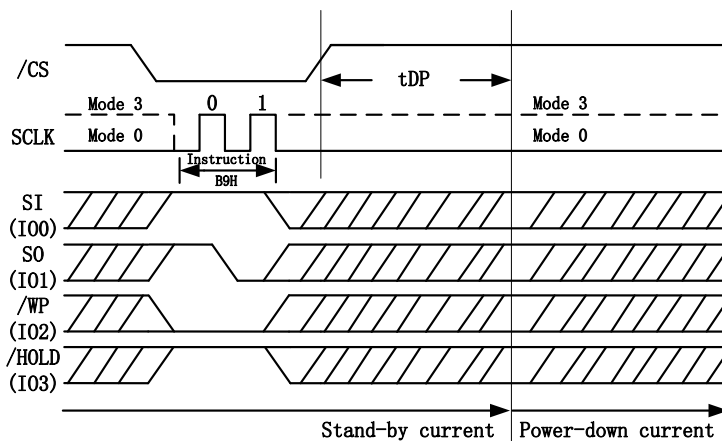 /CS
tDP
Mode 3
0
1
Mode 3
SCLK
Mode 0
Mode 0
Instruction
B9H
SI
(IO0)
SO
(IO1)
/WP
(IO2)
/HOLD
(IO3)
Stand-by current
Power-down current